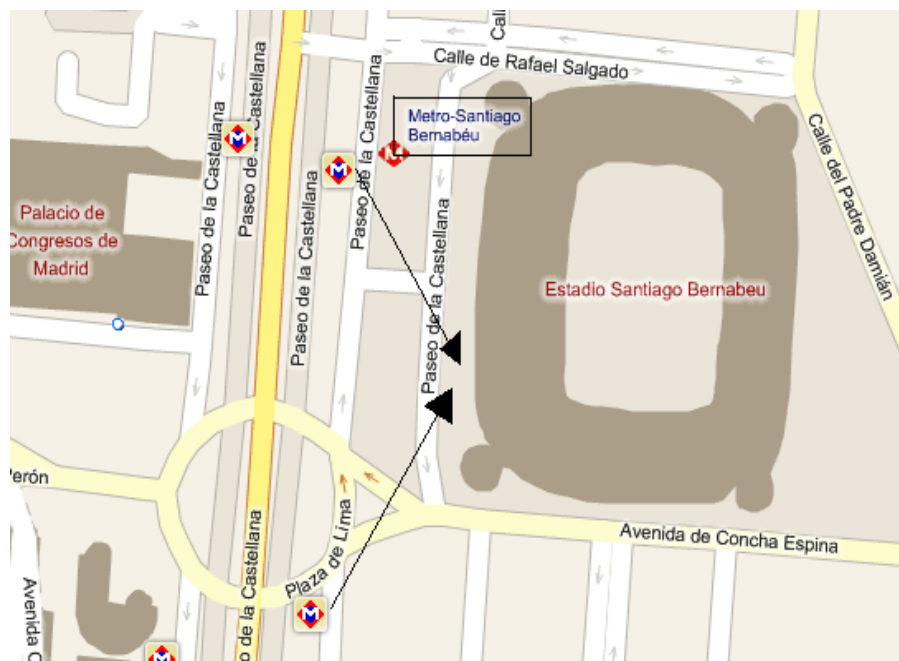 Calle de Rafael Salgado
Calle del Padre Damián
Metro-Santiago
Bernabéu
Paseo de la Castellana
Paseo de la Castellana
Paseo de la Castellana
Paseo de la Castellana
Paseo de la Castellana
Palacio de
Congresos de
Madrid
Estadio Santiago Bernabeu
Perón
Plaza de Lima
Avenida de Concha Espina
o de la Castellana
Avenida C
Calle
M
M
M
M
M